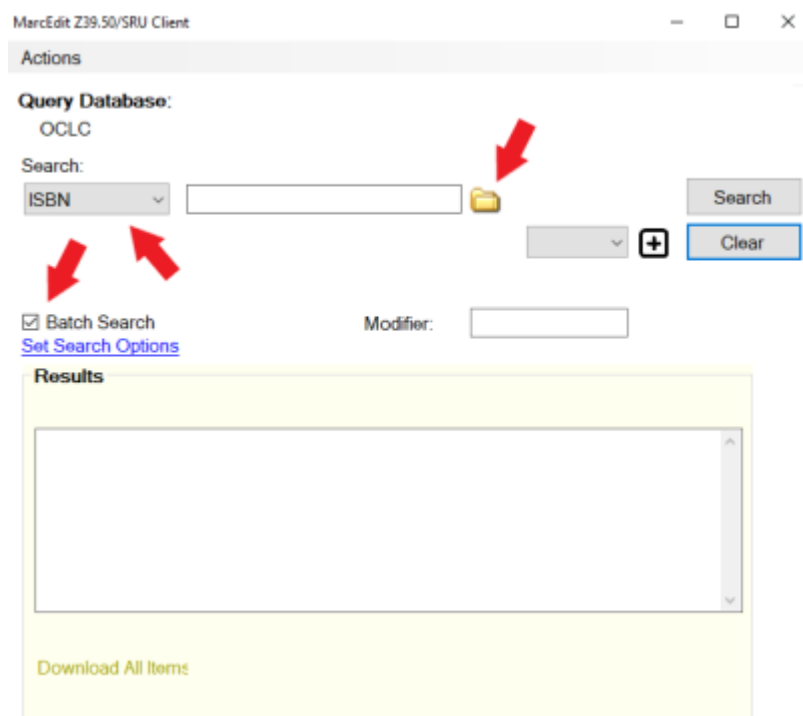 MarcEdit Z39.50/SRU Client
Actions
Query Database:
OCLC
Search:
ISBN
Search
Clear
Batch Search
Modifier:
Set Search Options
Results
Download All Items